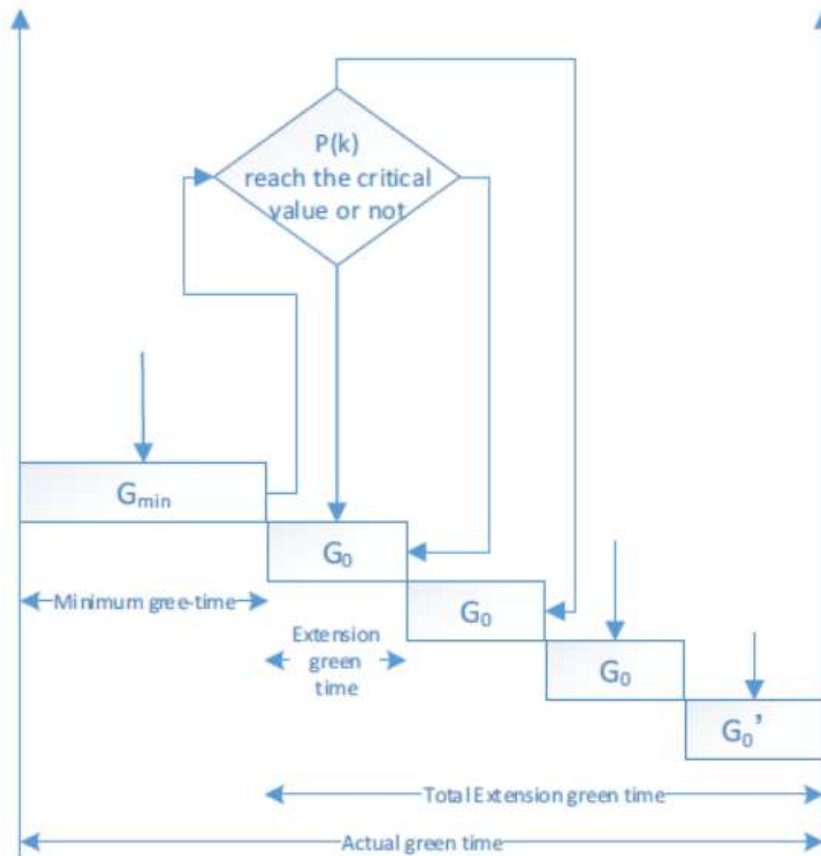 P(k)
reach the critical
value or not
G₀
Gmin
G₀
Minimum gree-time
G₀
Extension
green
time
G₀
G₀’
Total Extension green time
Actual green time